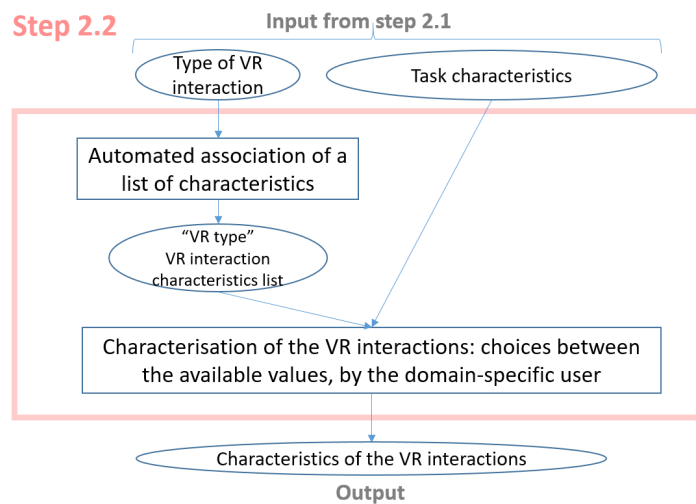 Step 2.2
Input from step 2.1
Type of VR
interaction
Task characteristics
Automated association of a
list of characteristics
“VR type”
VR interaction
characteristics list
Characterisation of the VR interactions: choices between
the available values, by the domain-specific user
Characteristics of the VR interactions
Output